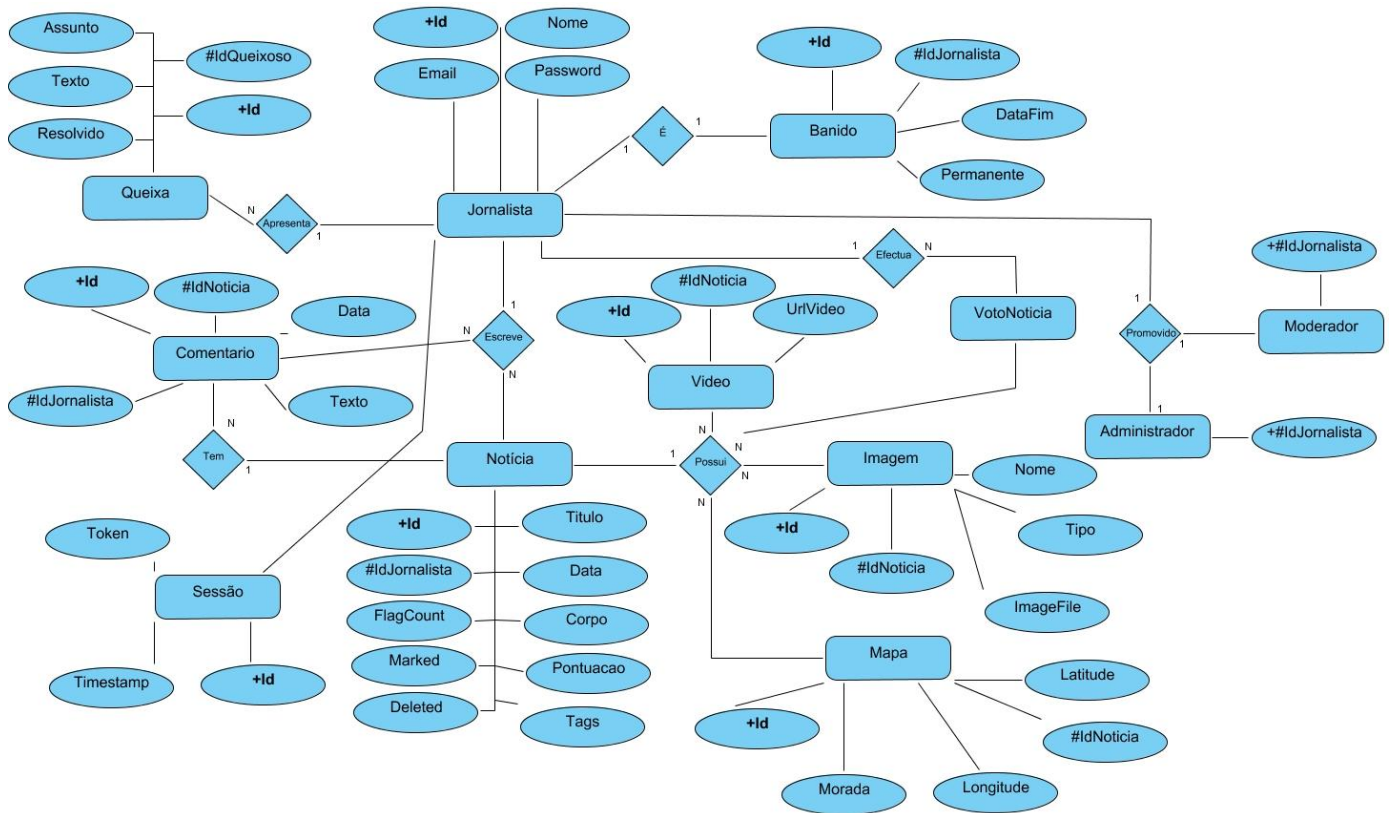 Assunto
#IdQueixoso
Texto
+Id
Resolvido
Queixa
N
Apresenta
1
+Id
Nome
Email
Password
Jornalista
1
É
1
+Id
#IdJornalista
Banido
DataFim
Permanente
1
Efectua
N
VotoNoticia
+#IdJornalista
1
Promovido
1
Moderador
1
Administrador
+#IdJornalista
+Id
#IdNoticia
Data
Comentario
#IdJornalista
Texto
N
1
Escreve
N
N
Tem
1
#IdNoticia
+Id
UrlVideo
Video
Notícia
1
N
N
Possui
N
N
Imagem
Nome
+Id
Tipo
#IdNoticia
ImageFile
Token
Sessão
Timestamp
+Id
+Id
Titulo
#IdJornalista
Data
FlagCount
Corpo
Marked
Pontuacao
Deleted
Tags
Mapa
Latitude
+Id
#IdNoticia
Morada
Longitude